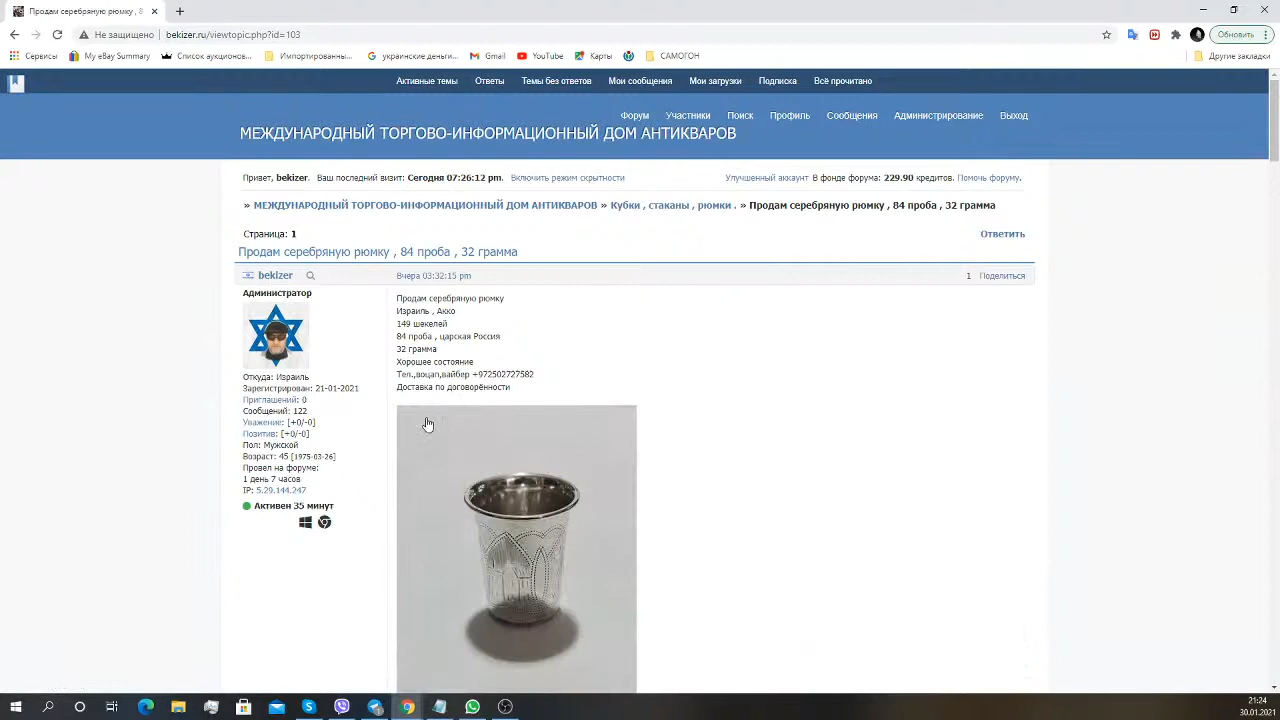 Продам серебряную рюмку , 8
Не защищено
bekizer.ru/viewtopic.php?id=103
Обновить
Сервисы
My eBay Summary
Список аукционов...
Импортированны...
украинские деньги...
Gmail
YouTube
Карты
САМОГОН
Другие закладки
Активные темы Ответы Темы без ответов Мои сообщения Мои загрузки Подписка Всё прочитано
Форум Участники Поиск Профиль Сообщения Администрирование Выход
МЕЖДУНАРОДНЫЙ ТОРГОВО-ИНФОРМАЦИОННЫЙ ДОМ АНТИКВАРОВ
Привет, bekizer. Ваш последний визит: Сегодня 07:26:12 pm. Включить режим скрытности
Улучшенный аккаунт В фонде форума: 229.90 кредитов. Помочь форуму.
» МЕЖДУНАРОДНЫЙ ТОРГОВО-ИНФОРМАЦИОННЫЙ ДОМ АНТИКВАРОВ » Кубки , стаканы , рюмки . » Продам серебряную рюмку , 84 проба , 32 грамма
Страница: 1
Ответить
Продам серебряную рюмку , 84 проба , 32 грамма
bekizer
Вчера 03:32:15 pm
1 Поделиться
Администратор
Откуда: Израиль
Зарегистрирован: 21-01-2021
Приглашений: 0
Сообщений: 122
Уважение: [+0/-0]
Позитив: [+0/-0]
Пол: Мужской
Возраст: 45 [1975-03-26]
Провел на форуме:
1 день 7 часов
IP: 5.29.144.247
Активен 35 минут
Продам серебряную рюмку
Израиль , Акко
149 шекелей
84 проба , царская Россия
32 грамма
Хорошее состояние
Тел.,воцап,вайбер +972502727582
Доставка по договорённости
21:24
30.01.2021